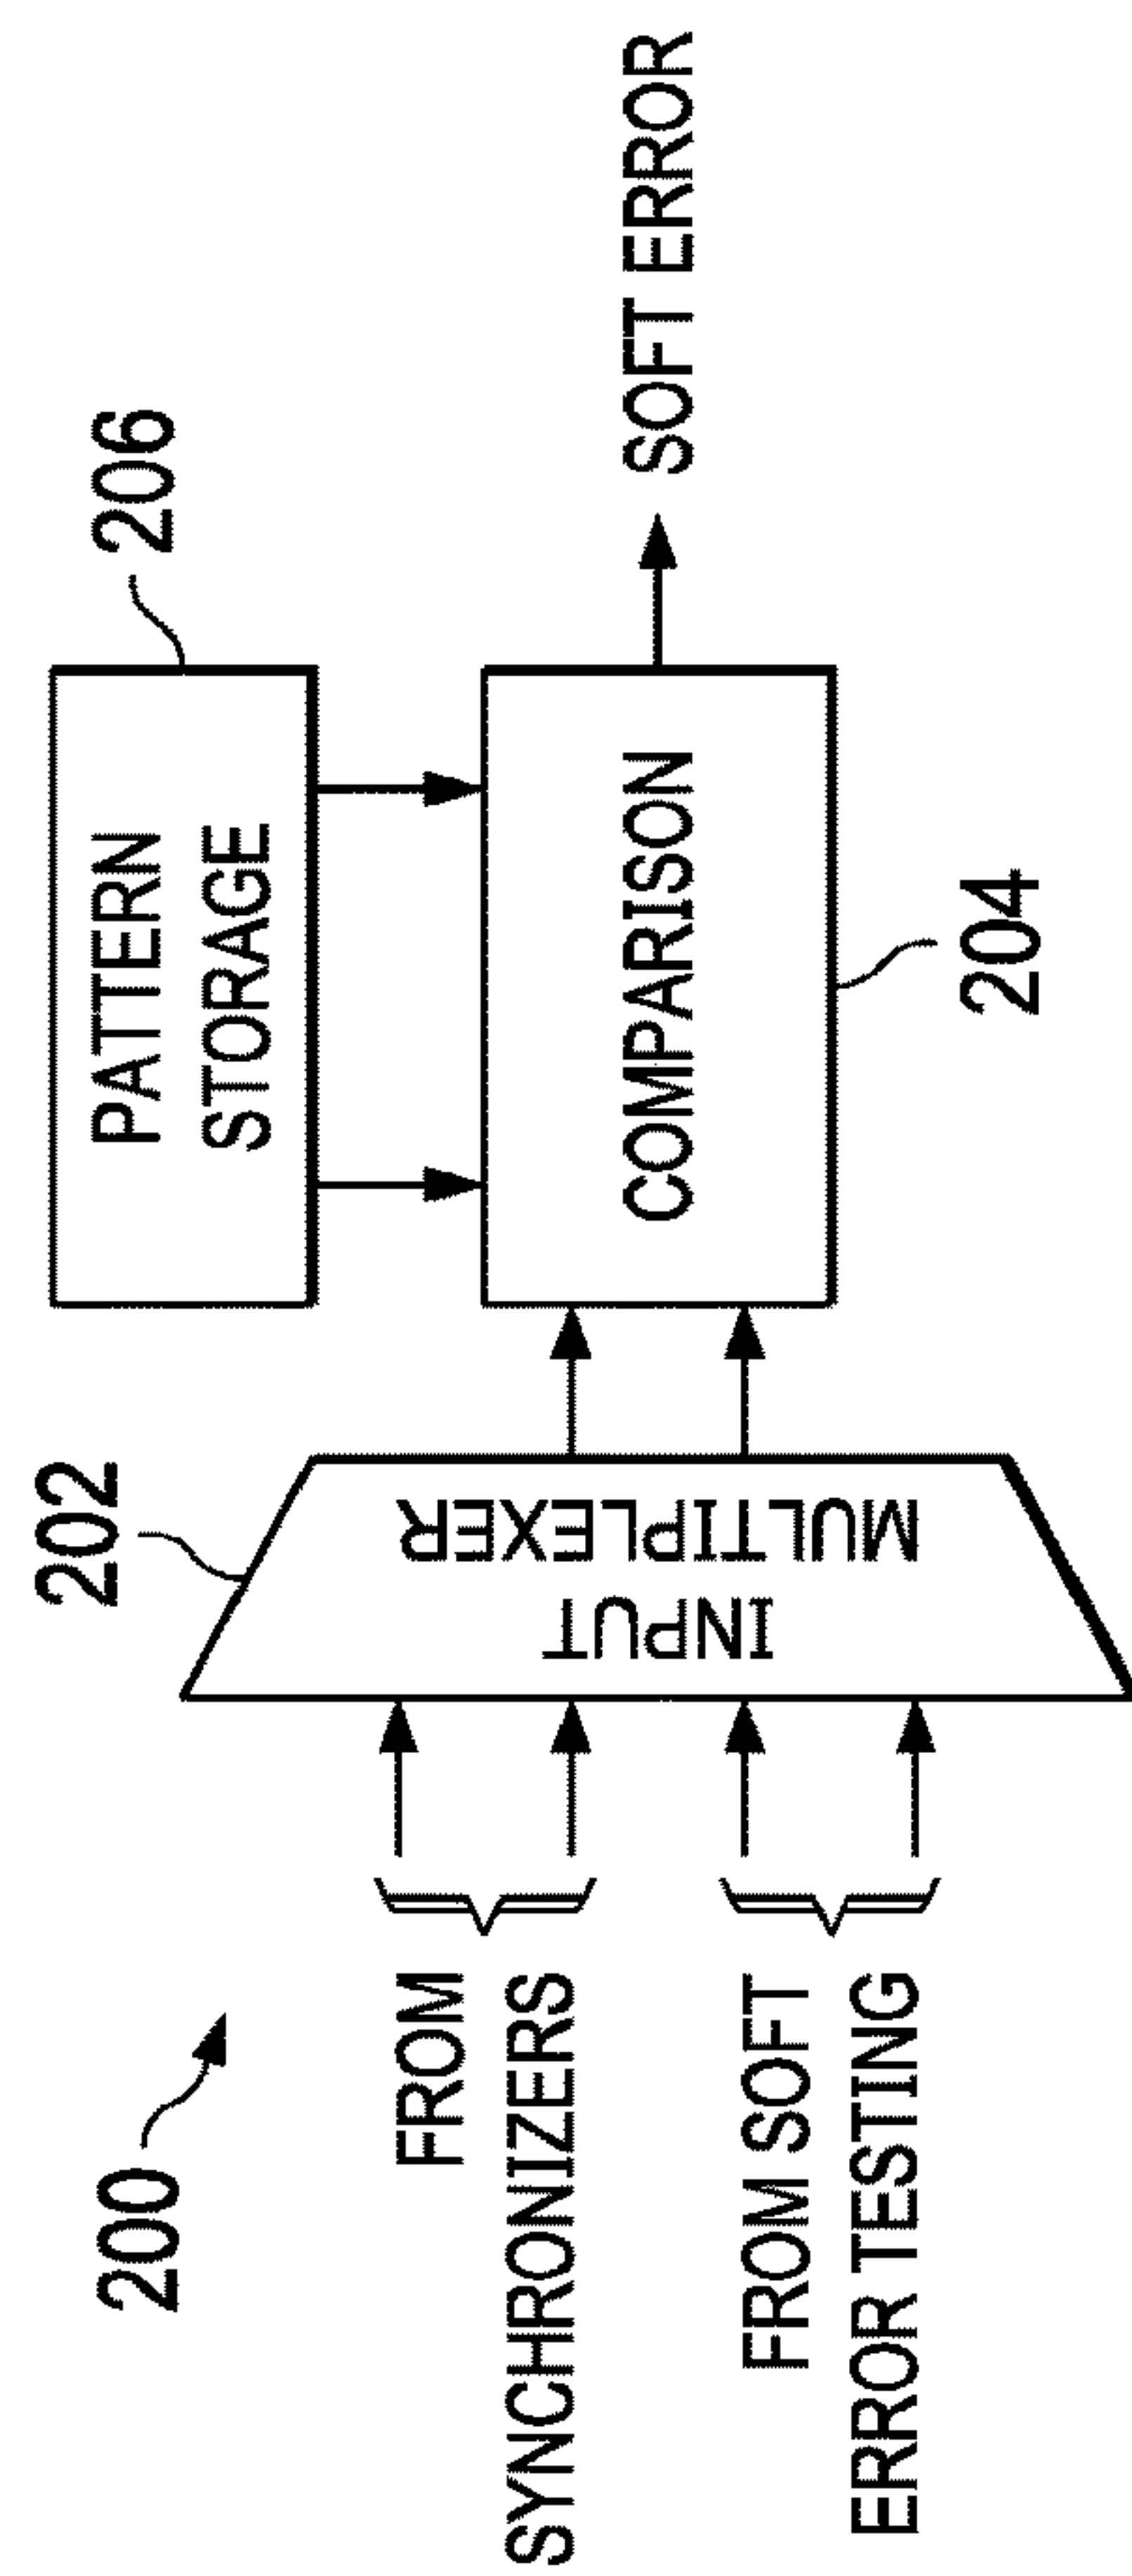 200
FROM
SYNCHRONIZERS
FROM SOFT
ERROR TESTING
202
INPUT
MULTIPLEXER
PATTERN
STORAGE
206
COMPARISON
204
SOFT ERROR